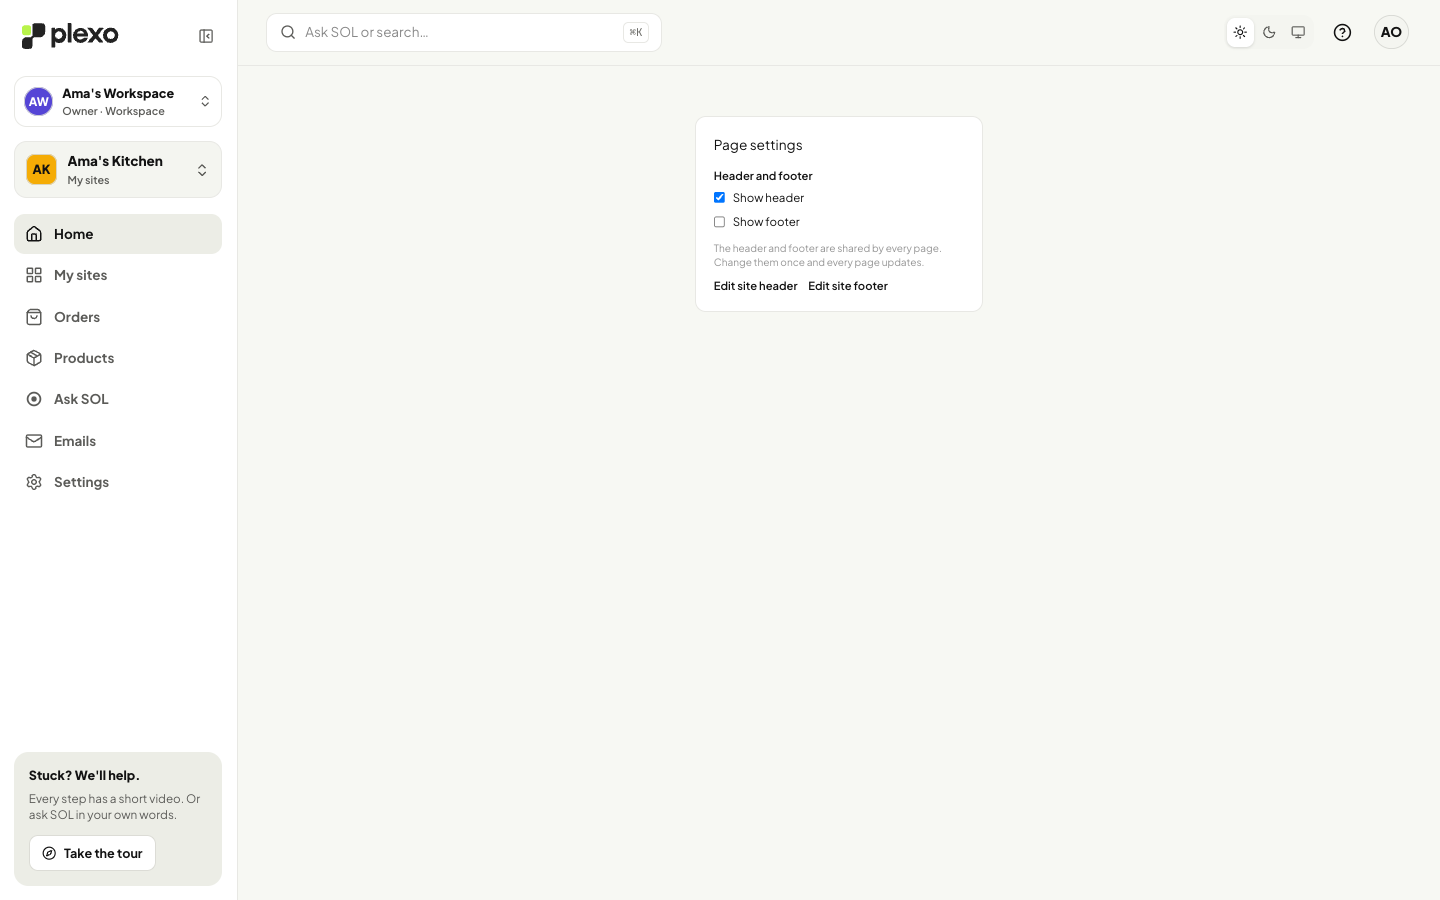 plexo
Ask SOL or search...
⌘K
AO
AW
Ama's Workspace
Owner · Workspace
AK
Ama's Kitchen
My sites
Home
My sites
Orders
Products
Ask SOL
Emails
Settings
Page settings
Header and footer
Show header
Show footer
The header and footer are shared by every page.
Change them once and every page updates.
Edit site header Edit site footer
Stuck? We'll help.
Every step has a short video. Or
ask SOL in your own words.
Take the tour